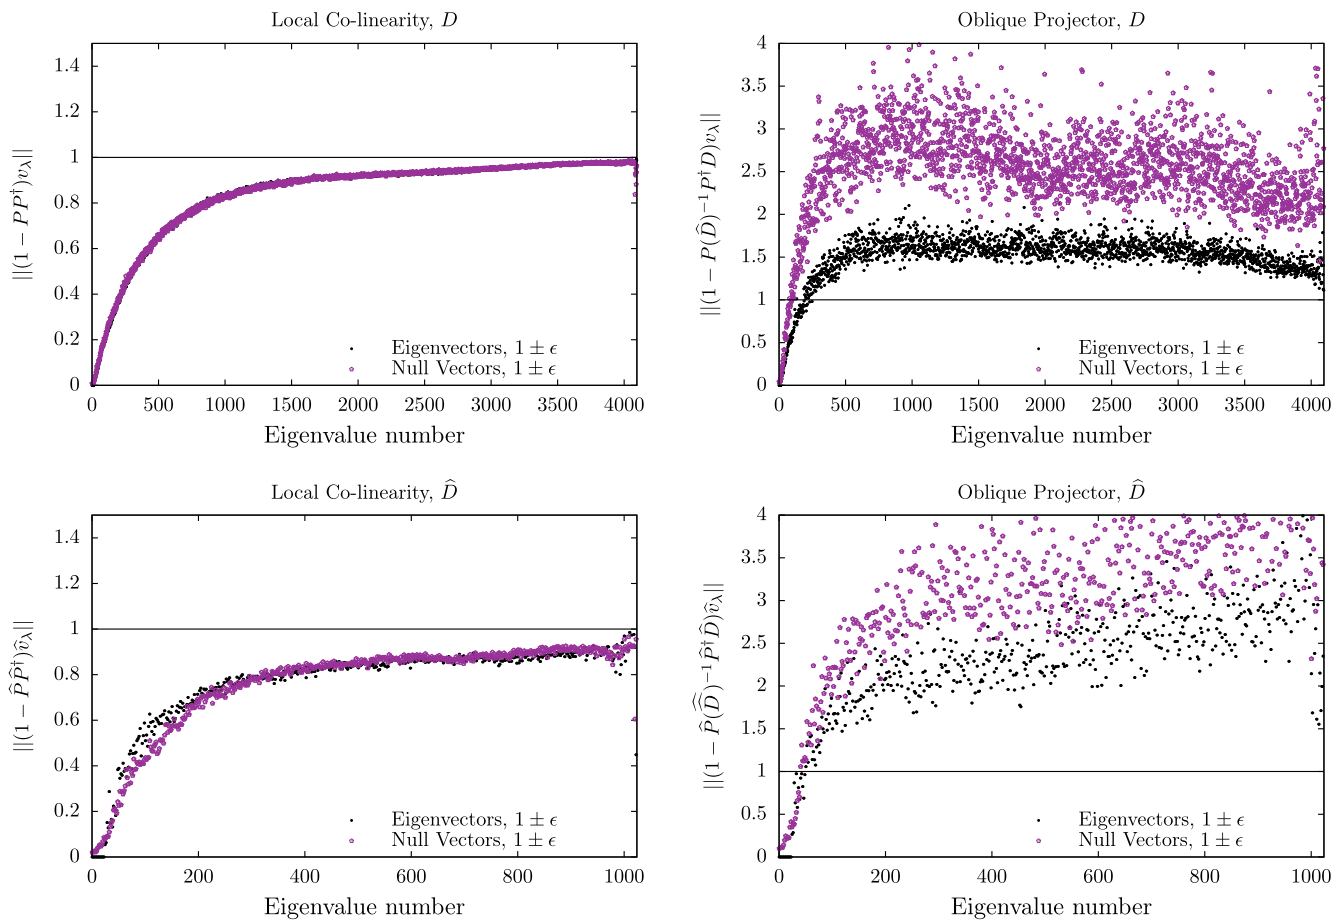 Local Co-linearity, D
||(1 − PP†)v_λ||
1.4
1.2
1
0.8
0.6
0.4
0.2
0
Eigenvectors, 1 ± ϵ
Null Vectors, 1 ± ϵ
0 500 1000 1500 2000 2500 3000 3500 4000
Eigenvalue number
Oblique Projector, D
||(1 − P(D̂)⁻¹P†D)v_λ||
4
3.5
3
2.5
2
1.5
1
0.5
0
Eigenvectors, 1 ± ϵ
Null Vectors, 1 ± ϵ
0 500 1000 1500 2000 2500 3000 3500 4000
Eigenvalue number
Local Co-linearity, D̂
||(1 − P̂P̂†)v̂_λ||
1.4
1.2
1
0.8
0.6
0.4
0.2
0
Eigenvectors, 1 ± ϵ
Null Vectors, 1 ± ϵ
0 200 400 600 800 1000
Eigenvalue number
Oblique Projector, D̂
||(1 − P̂(D̂̂)⁻¹P̂†D̂)v̂_λ||
4
3.5
3
2.5
2
1.5
1
0.5
0
Eigenvectors, 1 ± ϵ
Null Vectors, 1 ± ϵ
0 200 400 600 800 1000
Eigenvalue number